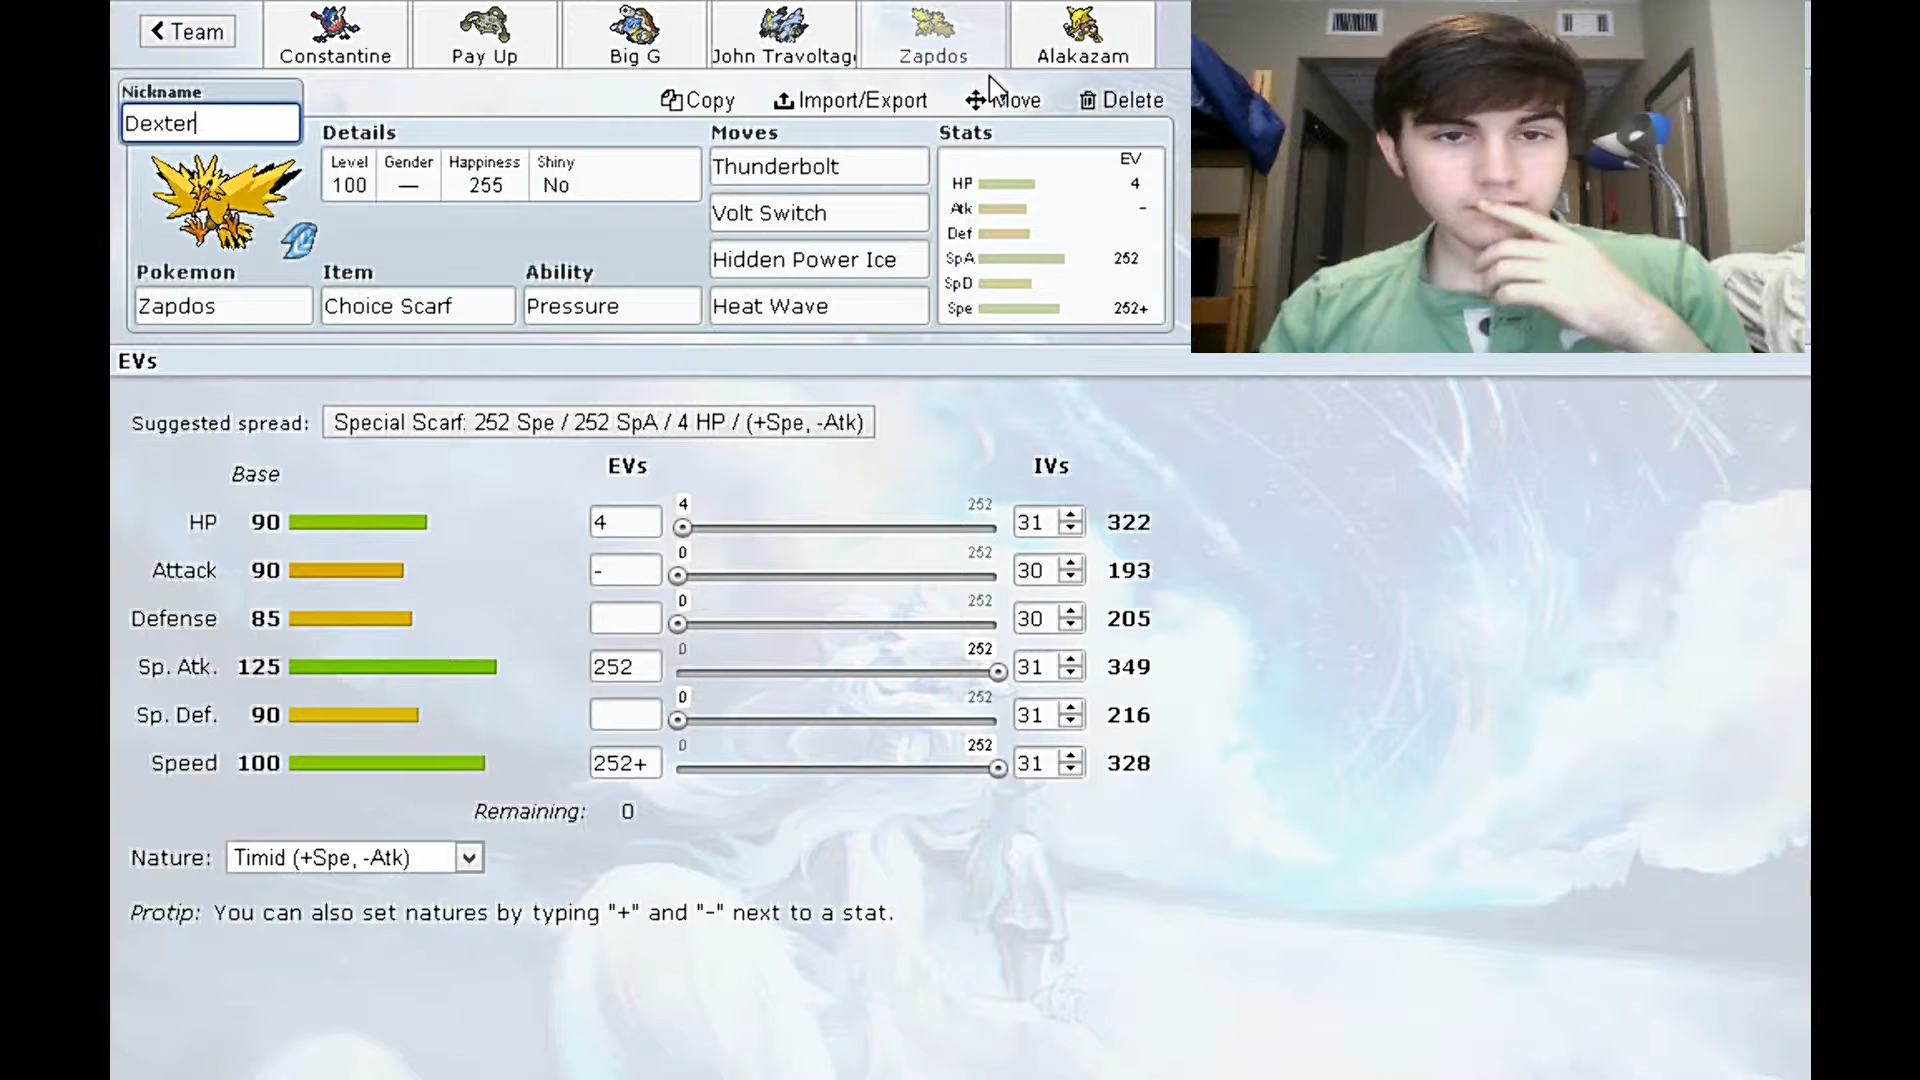 Team
Constantine
Pay Up
Big G
John Travoltag
Zapdos
Alakazam
Nickname
Dexter
Copy
Import/Export
Move
Delete
Details
Level Gender Happiness Shiny
100 — 255 No
Moves
Thunderbolt
Volt Switch
Hidden Power Ice
Heat Wave
Stats
EV
HP 4
Atk -
Def
SpA 252
SpD
Spe 252+
Pokemon Item Ability
Zapdos Choice Scarf Pressure
EVs
Suggested spread: Special Scarf: 252 Spe / 252 SpA / 4 HP / (+Spe, -Atk)
Base EVs IVs
4 252
HP 90 4 31 322
0 252
Attack 90 - 30 193
0 252
Defense 85 30 205
0 252
Sp. Atk. 125 252 31 349
0 252
Sp. Def. 90 31 216
0 252
Speed 100 252+ 31 328
Remaining: 0
Nature: Timid (+Spe, -Atk)
Protip: You can also set natures by typing "+" and "-" next to a stat.